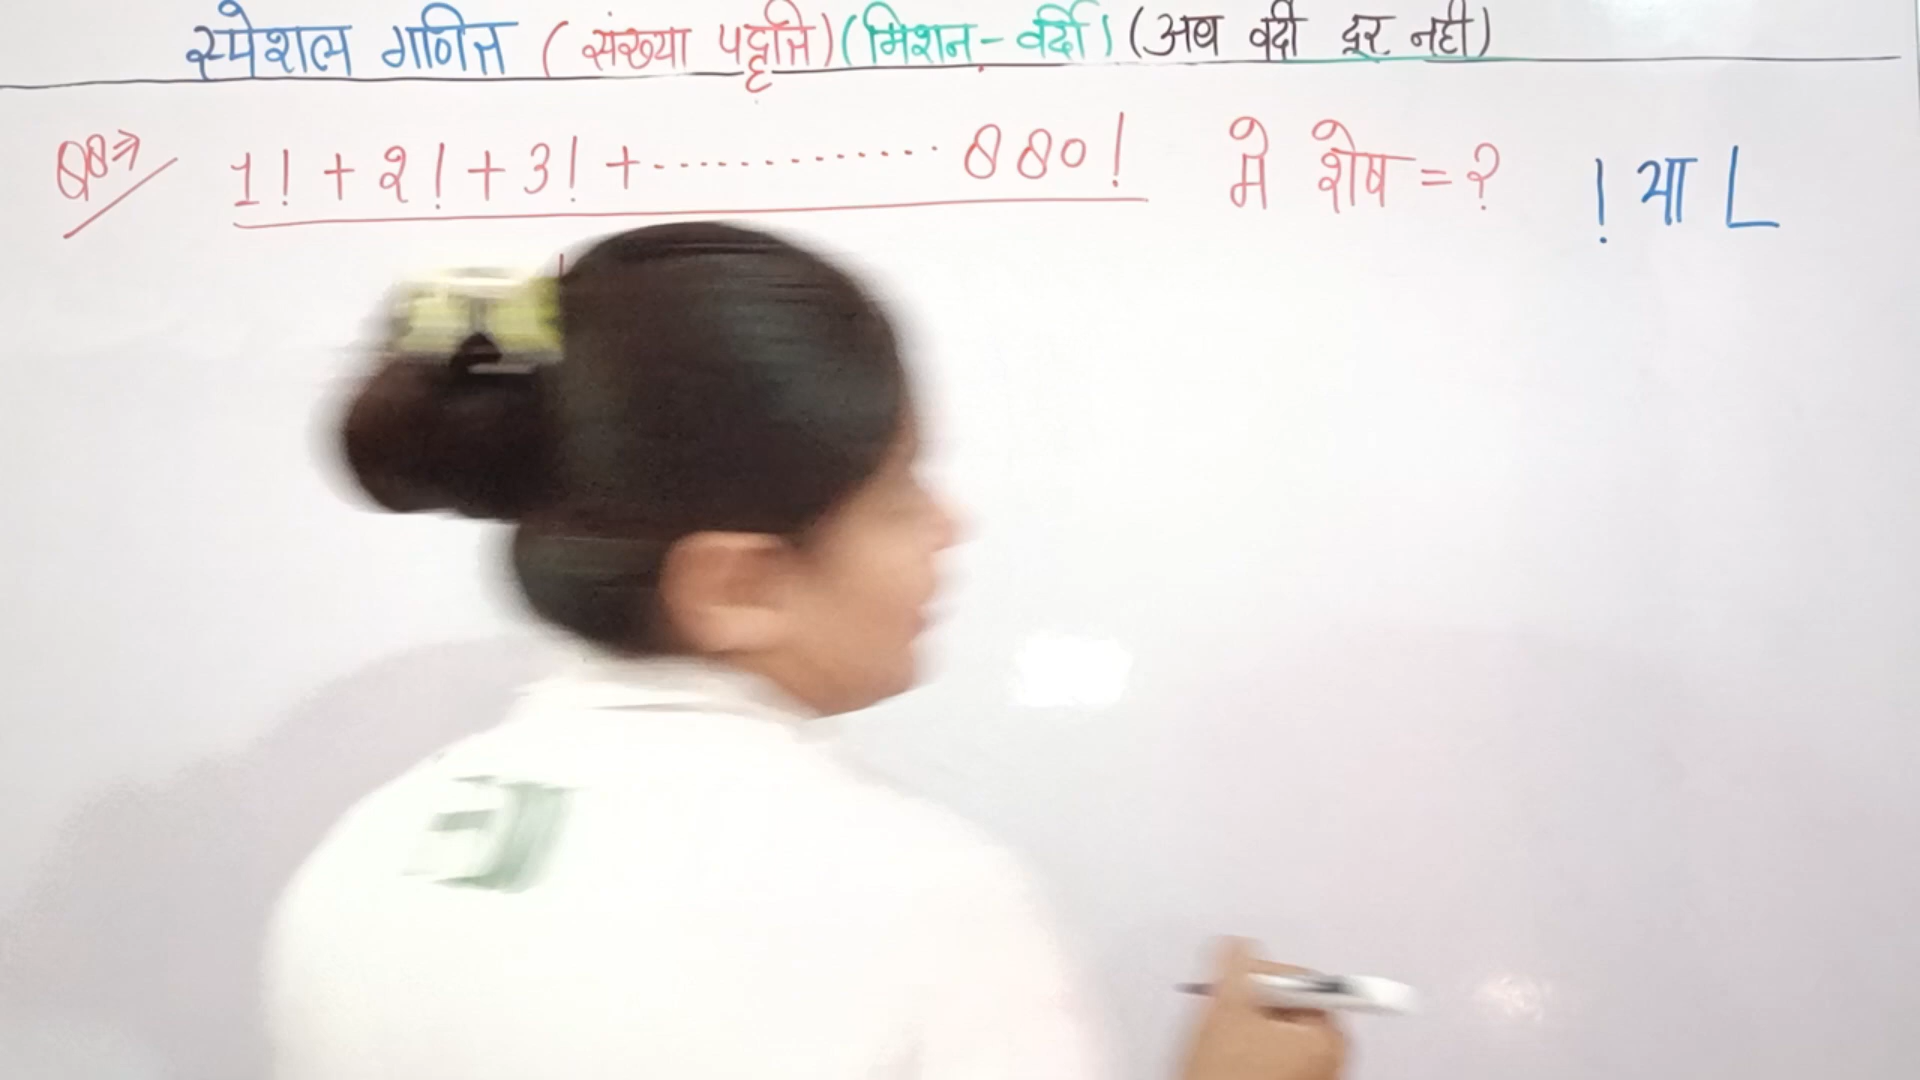 स्पेशल गणित (संख्या पद्धति) (मिशन - वर्दी) (अब वर्दी दूर नही)
Q8⇒ 1! + 2! + 3! + .............. 880! मे शेष = ? ! या L